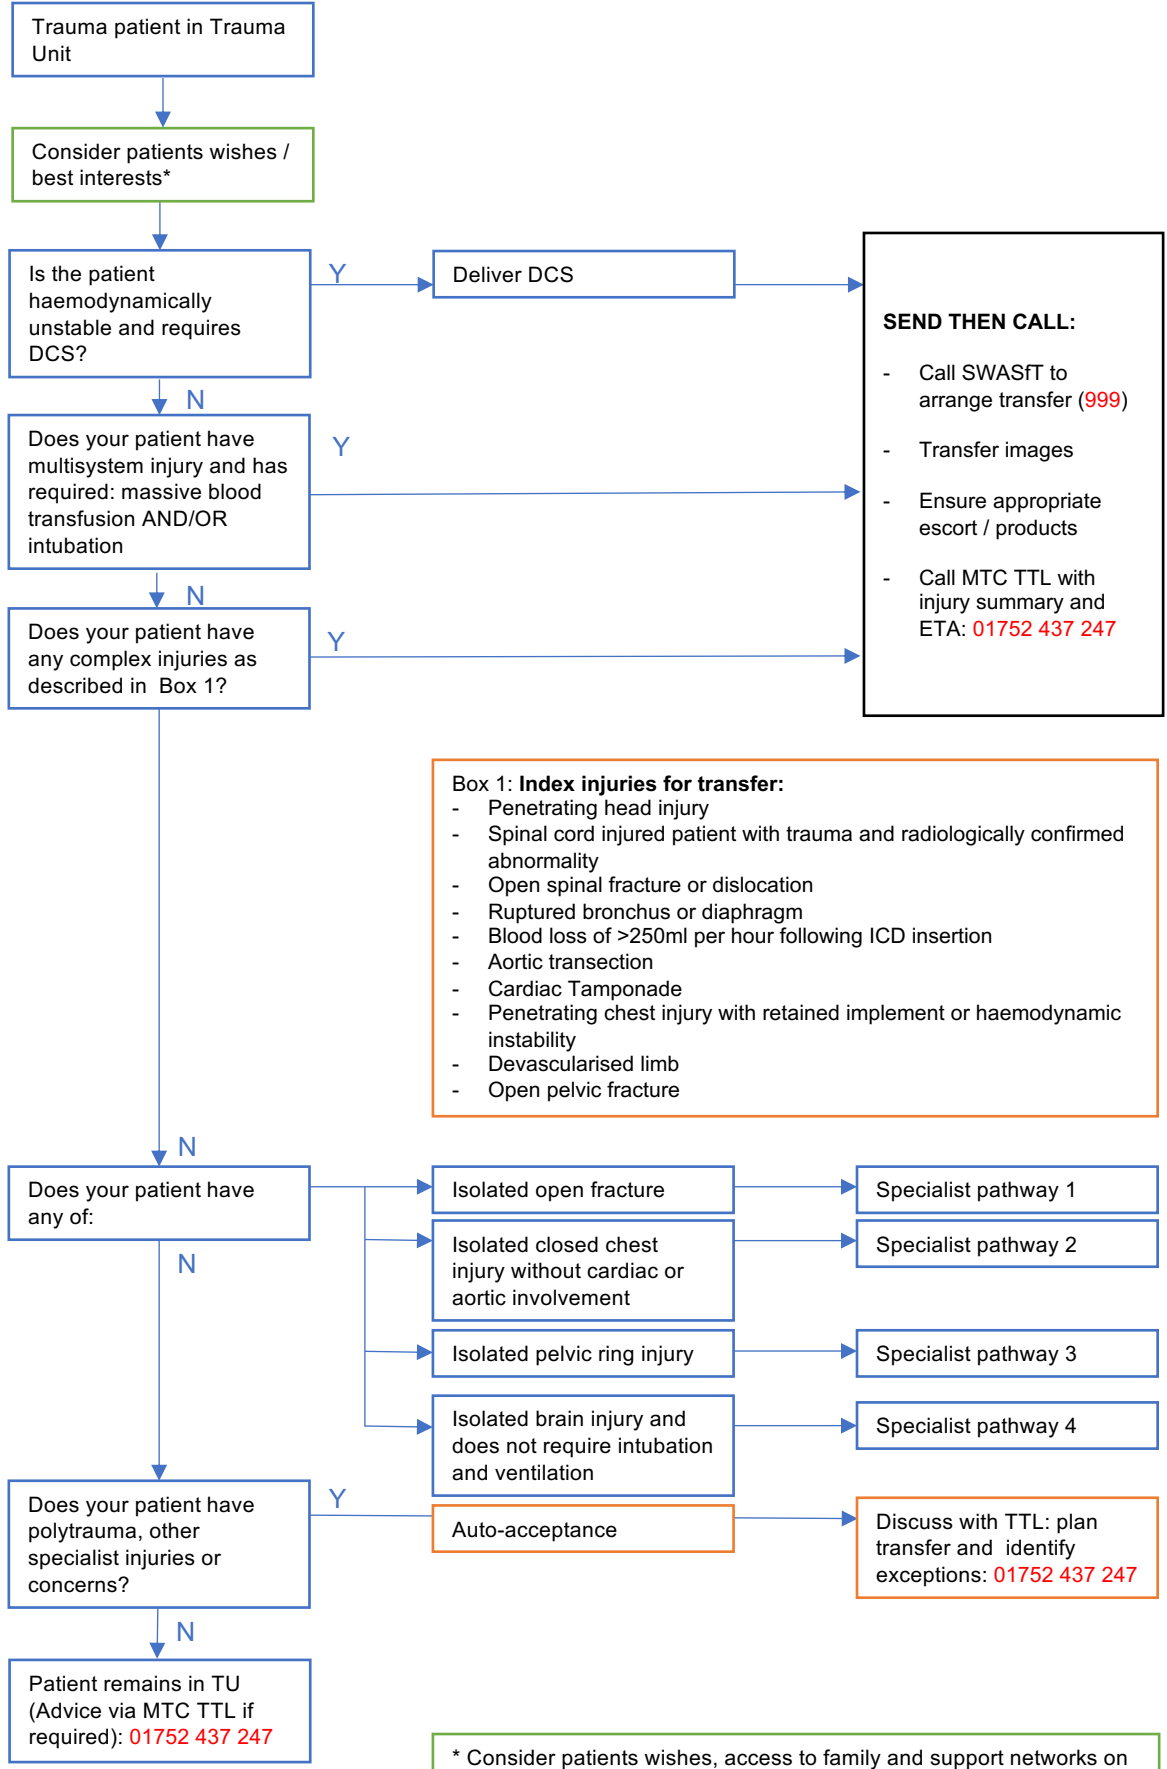 Trauma patient in Trauma
Unit
Consider patients wishes /
best interests*
Is the patient
haemodynamically
unstable and requires
DCS?
Y
Deliver DCS
N
Does your patient have
multisystem injury and has
required: massive blood
transfusion AND/OR
intubation
Y
N
Does your patient have
any complex injuries as
described in Box 1?
Y
SEND THEN CALL:
- Call SWASfT to
arrange transfer (999)
- Transfer images
- Ensure appropriate
escort / products
- Call MTC TTL with
injury summary and
ETA: 01752 437 247
Box 1: Index injuries for transfer:
- Penetrating head injury
- Spinal cord injured patient with trauma and radiologically confirmed
abnormality
- Open spinal fracture or dislocation
- Ruptured bronchus or diaphragm
- Blood loss of >250ml per hour following ICD insertion
- Aortic transection
- Cardiac Tamponade
- Penetrating chest injury with retained implement or haemodynamic
instability
- Devascularised limb
- Open pelvic fracture
N
Does your patient have
any of:
Isolated open fracture
Specialist pathway 1
Isolated closed chest
injury without cardiac or
aortic involvement
Specialist pathway 2
Isolated pelvic ring injury
Specialist pathway 3
Isolated brain injury and
does not require intubation
and ventilation
Specialist pathway 4
N
Does your patient have
polytrauma, other
specialist injuries or
concerns?
Y
Auto-acceptance
Discuss with TTL: plan
transfer and identify
exceptions: 01752 437 247
N
Patient remains in TU
(Advice via MTC TTL if
required): 01752 437 247
* Consider patients wishes, access to family and support networks on